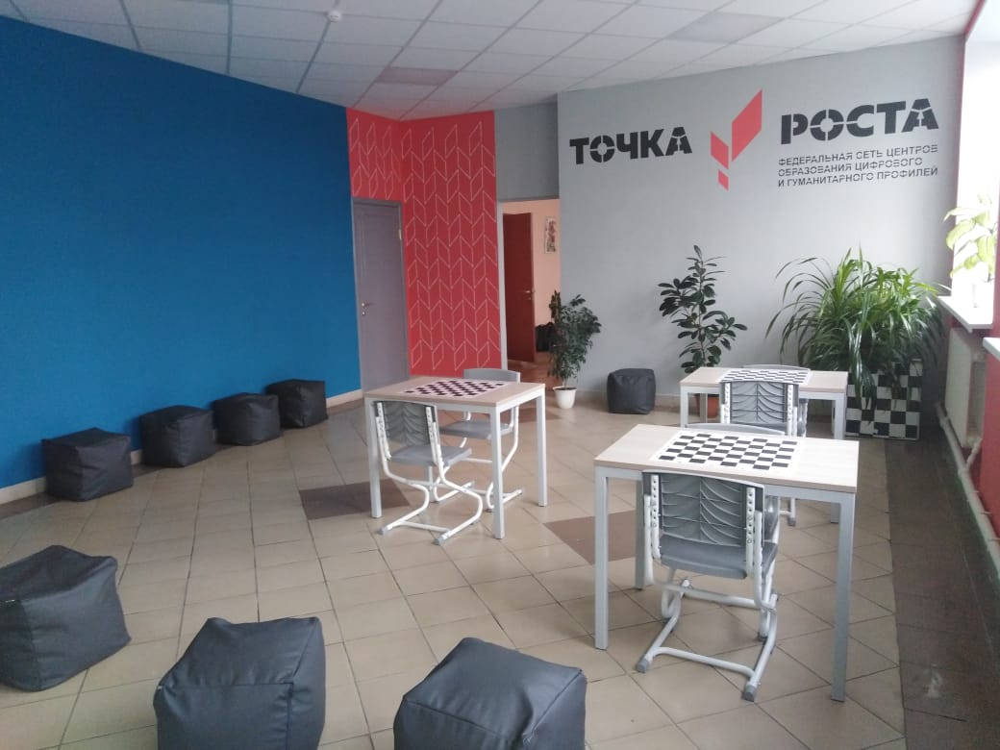 ТОЧКА РОСТА
ФЕДЕРАЛЬНАЯ СЕТЬ ЦЕНТРОВ
ОБРАЗОВАНИЯ ЦИФРОВОГО
И ГУМАНИТАРНОГО ПРОФИЛЕЙ